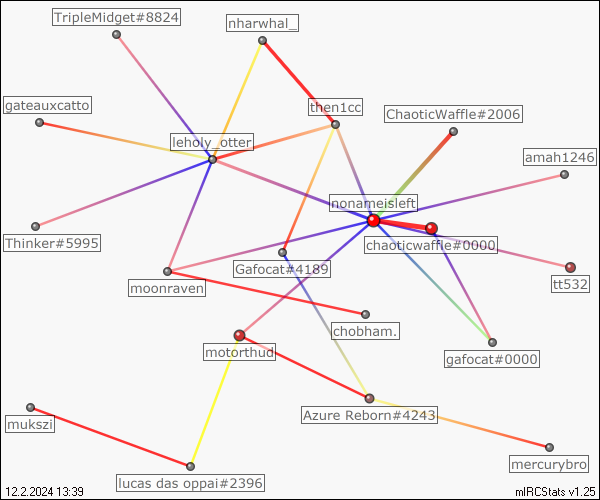 TripleMidget#8824
nharwhal_
gateauxcatto
then1cc
ChaoticWaffle#2006
leholy_otter
amah1246
nonameisleft
Thinker#5995
chaoticwaffle#0000
Gafocat#4189
moonraven
tt532
chobham.
motorthud
gafocat#0000
Azure Reborn#4243
mukszi
mercurybro
lucas das oppai#2396
12.2.2024 13:39
mIRCStats v1.25